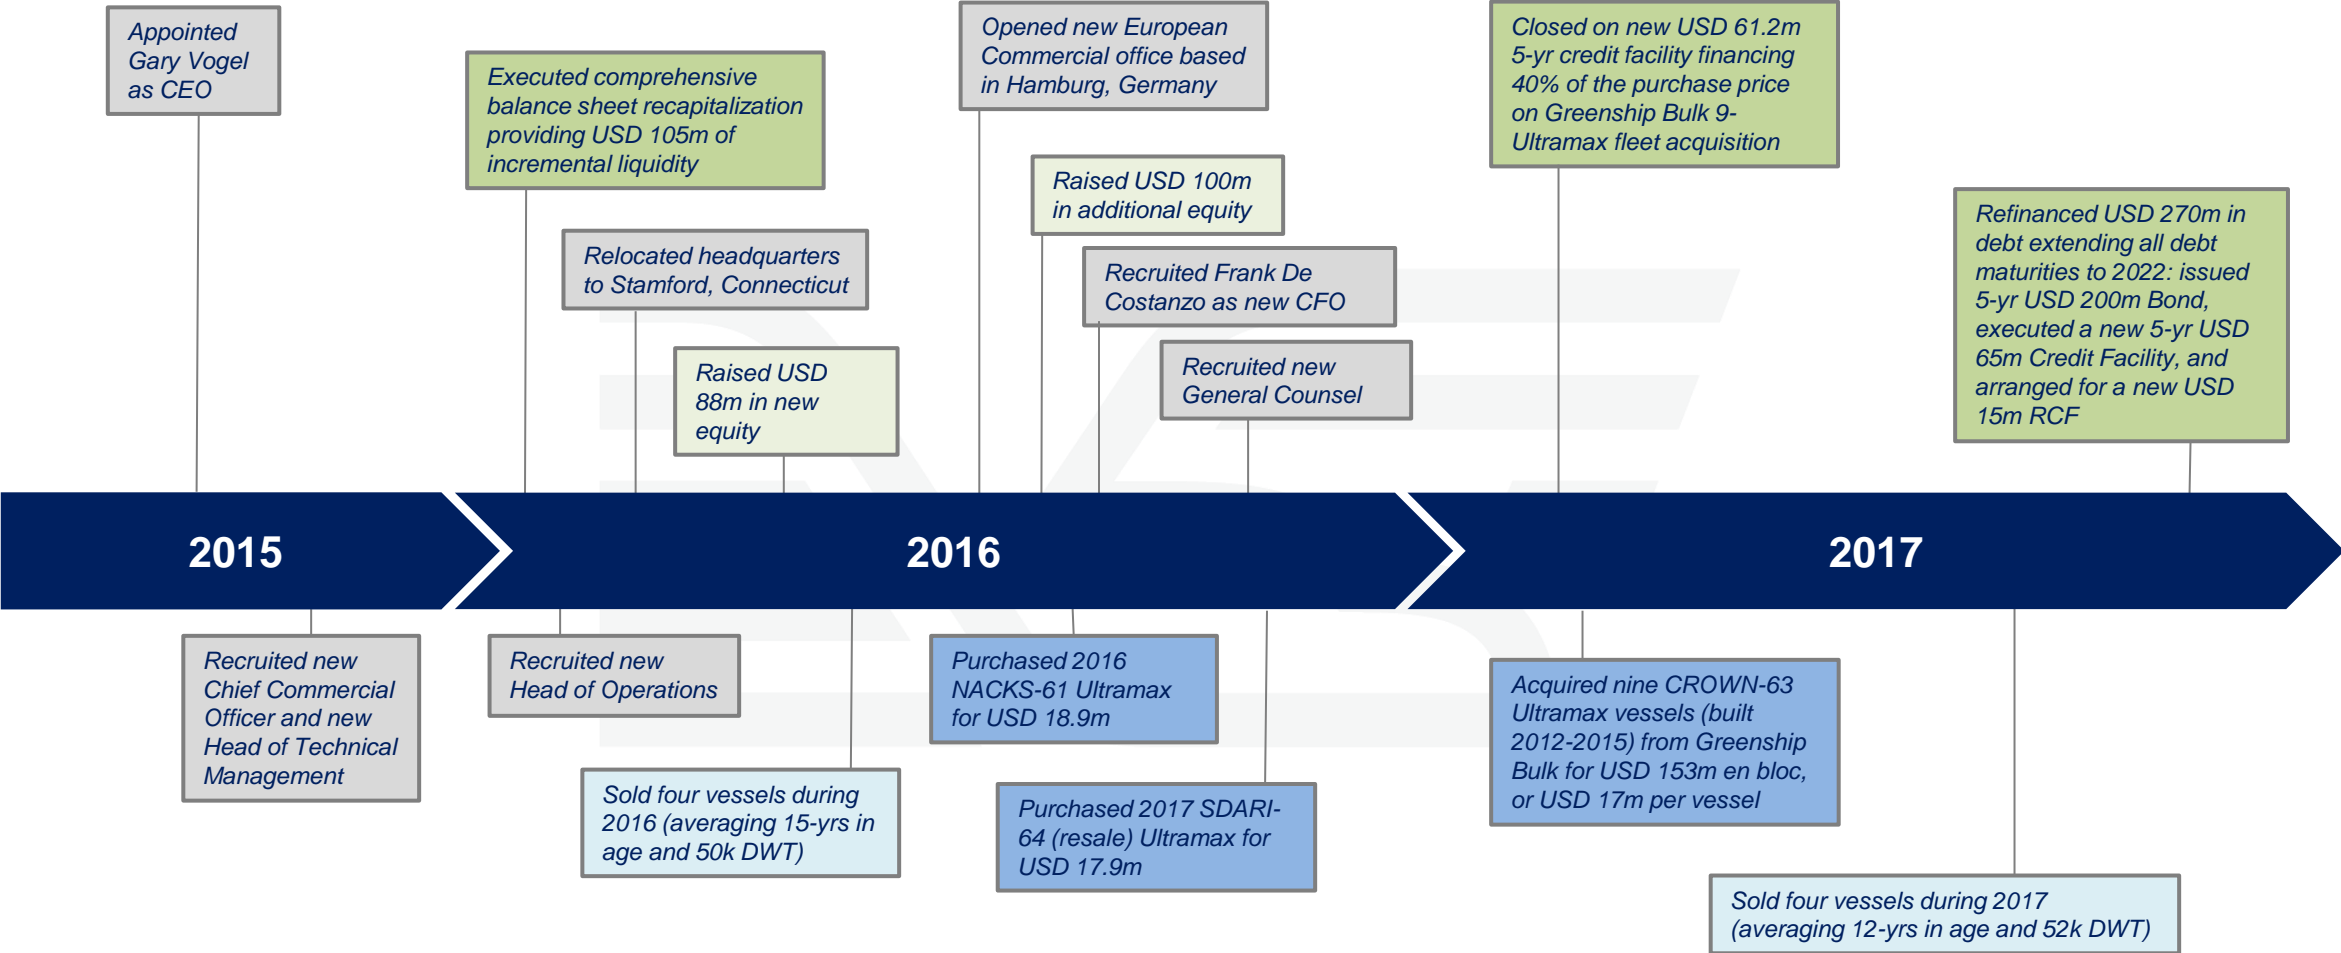 Appointed
Gary Vogel
as CEO
Executed comprehensive
balance sheet recapitalization
providing USD 105m of
incremental liquidity
Relocated headquarters
to Stamford, Connecticut
Raised USD
88m in new
equity
Opened new European
Commercial office based
in Hamburg, Germany
Raised USD 100m
in additional equity
Recruited Frank De
Costanzo as new CFO
Recruited new
General Counsel
Closed on new USD 61.2m
5-yr credit facility financing
40% of the purchase price
on Greenship Bulk 9-
Ultramax fleet acquisition
Refinanced USD 270m in
debt extending all debt
maturities to 2022: issued
5-yr USD 200m Bond,
executed a new 5-yr USD
65m Credit Facility, and
arranged for a new USD
15m RCF
2015
2016
2017
Recruited new
Chief Commercial
Officer and new
Head of Technical
Management
Recruited new
Head of Operations
Sold four vessels during
2016 (averaging 15-yrs in
age and 50k DWT)
Purchased 2016
NACKS-61 Ultramax
for USD 18.9m
Purchased 2017 SDARI-
64 (resale) Ultramax for
USD 17.9m
Acquired nine CROWN-63
Ultramax vessels (built
2012-2015) from Greenship
Bulk for USD 153m en bloc,
or USD 17m per vessel
Sold four vessels during 2017
(averaging 12-yrs in age and 52k DWT)